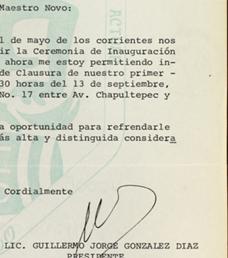 Maestro Novo:
l de mayo de los corrientes nos
ir la Ceremonia de Inauguración
ahora me estoy permitiendo in-
de Clausura de nuestro primer -
30 horas del 13 de septiembre,
No. 17 entre Av. Chapultepec y
a oportunidad para refrendarle
ás alta y distinguida considera
Cordialmente
LIC. GUILLERMO JORGE GONZALEZ DIAZ
PRESIDENTE